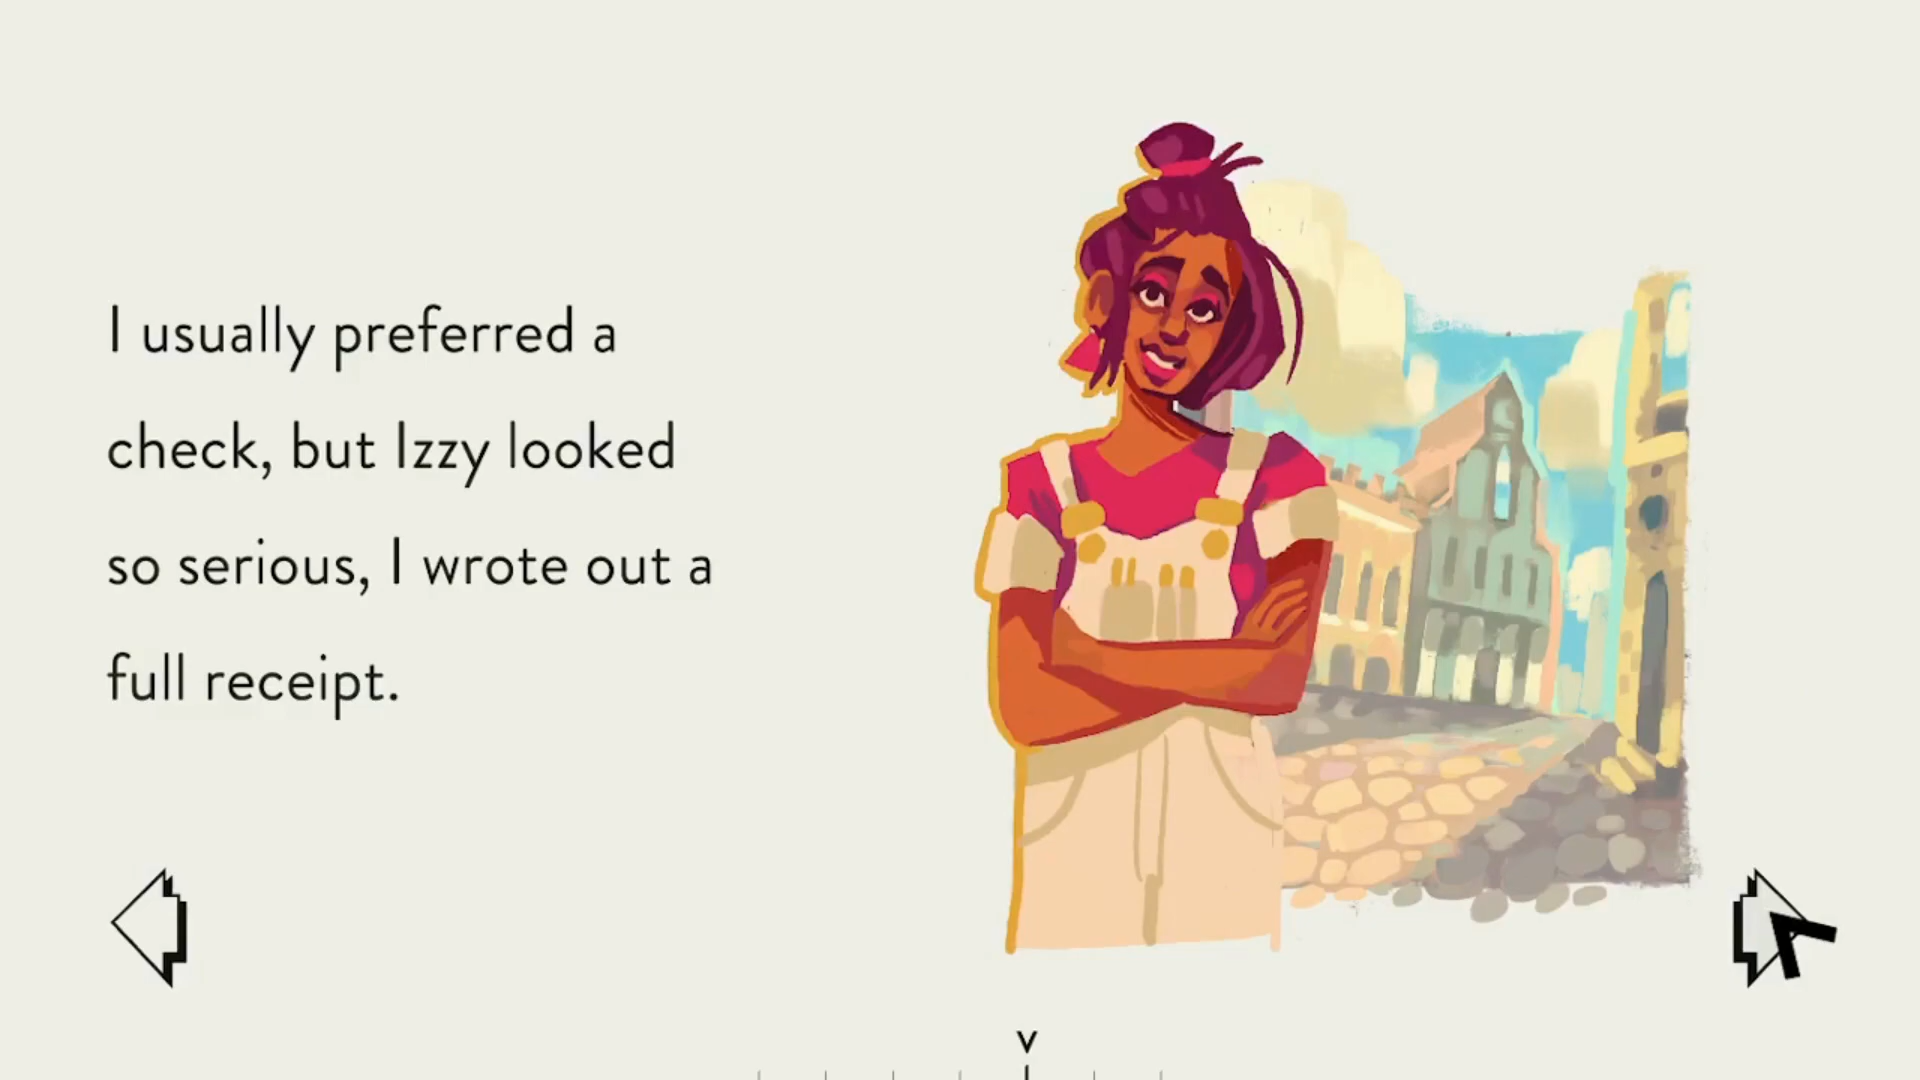 I usually preferred a
check, but Izzy looked
so serious, I wrote out a
full receipt.